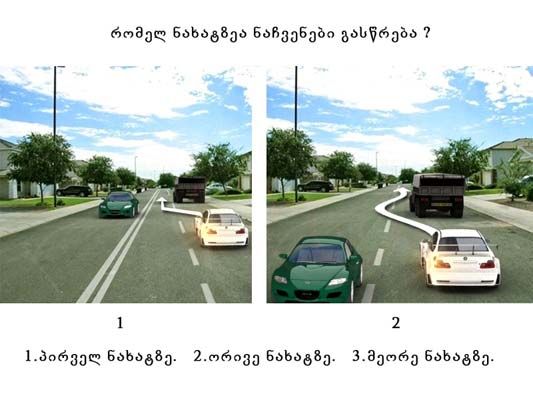 რომელ ნახატზეა ნაჩვენები გასწრება ?
1
2
1.პირველ ნახატზე. 2.ორივე ნახატზე. 3.მეორე ნახატზე.